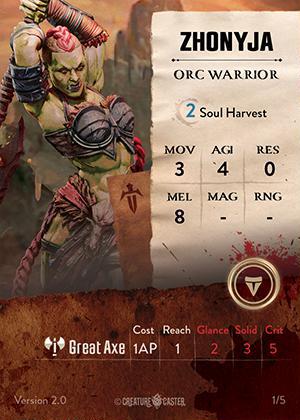 ZHONYJA
ORC WARRIOR
2 Soul Harvest
MOV AGI RES
3 4 0
MEL MAG RNG
8 - -
Cost Reach Glance Solid Crit
Great Axe 1AP 1 2 3 5
Version 2.0 © CREATURE CASTER 1/5